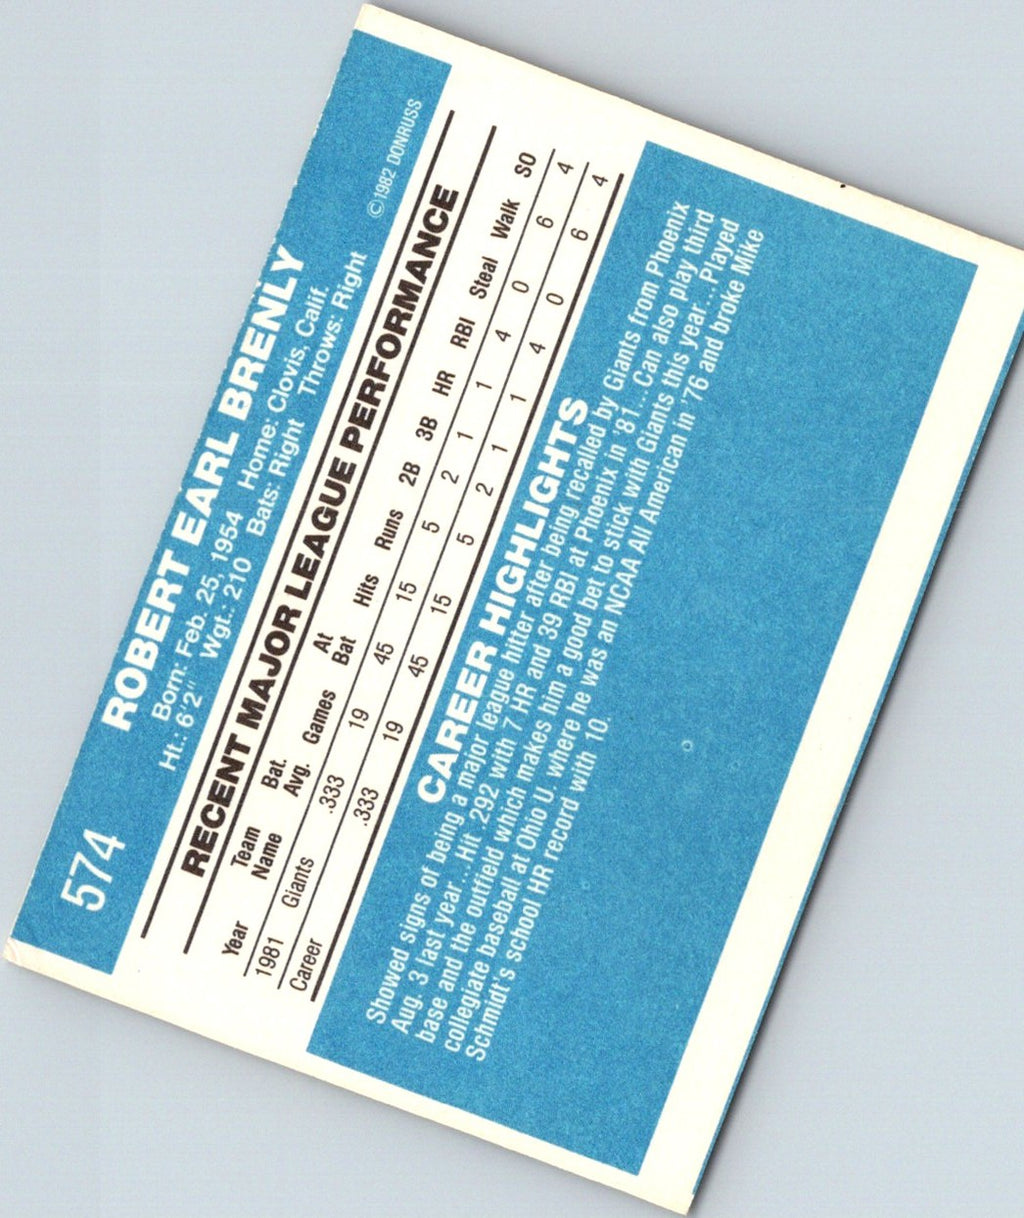 574
ROBERT EARL BRENLY
©1982 DONRUSS
Born: Feb. 25, 1954 Home: Clovis, Calif.
Ht.: 6'2" Wgt.: 210 Bats: Right Throws: Right
RECENT MAJOR LEAGUE PERFORMANCE
Year Team Name Bat. Avg. Games At Bat Hits Runs 2B 3B HR RBI Steal Walk SO
1981 Giants .333 19 45 15 5 2 1 1 4 0 6 4
Career .333 19 45 15 5 2 1 1 4 0 6 4
CAREER HIGHLIGHTS
Showed signs of being a major league hitter after being recalled by Giants from Phoenix
Aug. 3 last year...Hit .292 with 7 HR and 39 RBI at Phoenix in '81...Can also play third
base and the outfield which makes him a good bet to stick with Giants this year...Played
collegiate baseball at Ohio U. where he was an NCAA All American in '76 and broke Mike
Schmidt's school HR record with 10.